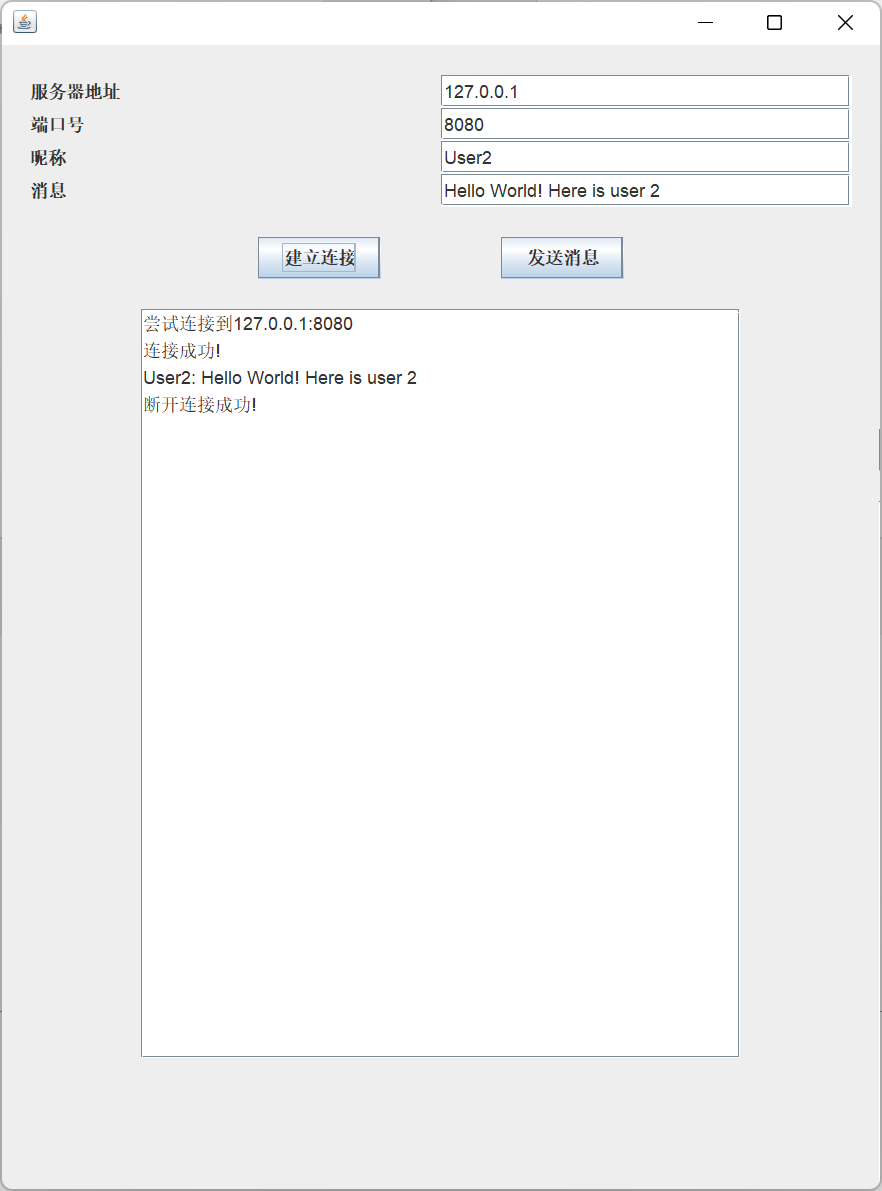 服务器地址 127.0.0.1
端口号 8080
昵称 User2
消息 Hello World! Here is user 2
建立连接 发送消息
尝试连接到127.0.0.1:8080
连接成功!
User2: Hello World! Here is user 2
断开连接成功!